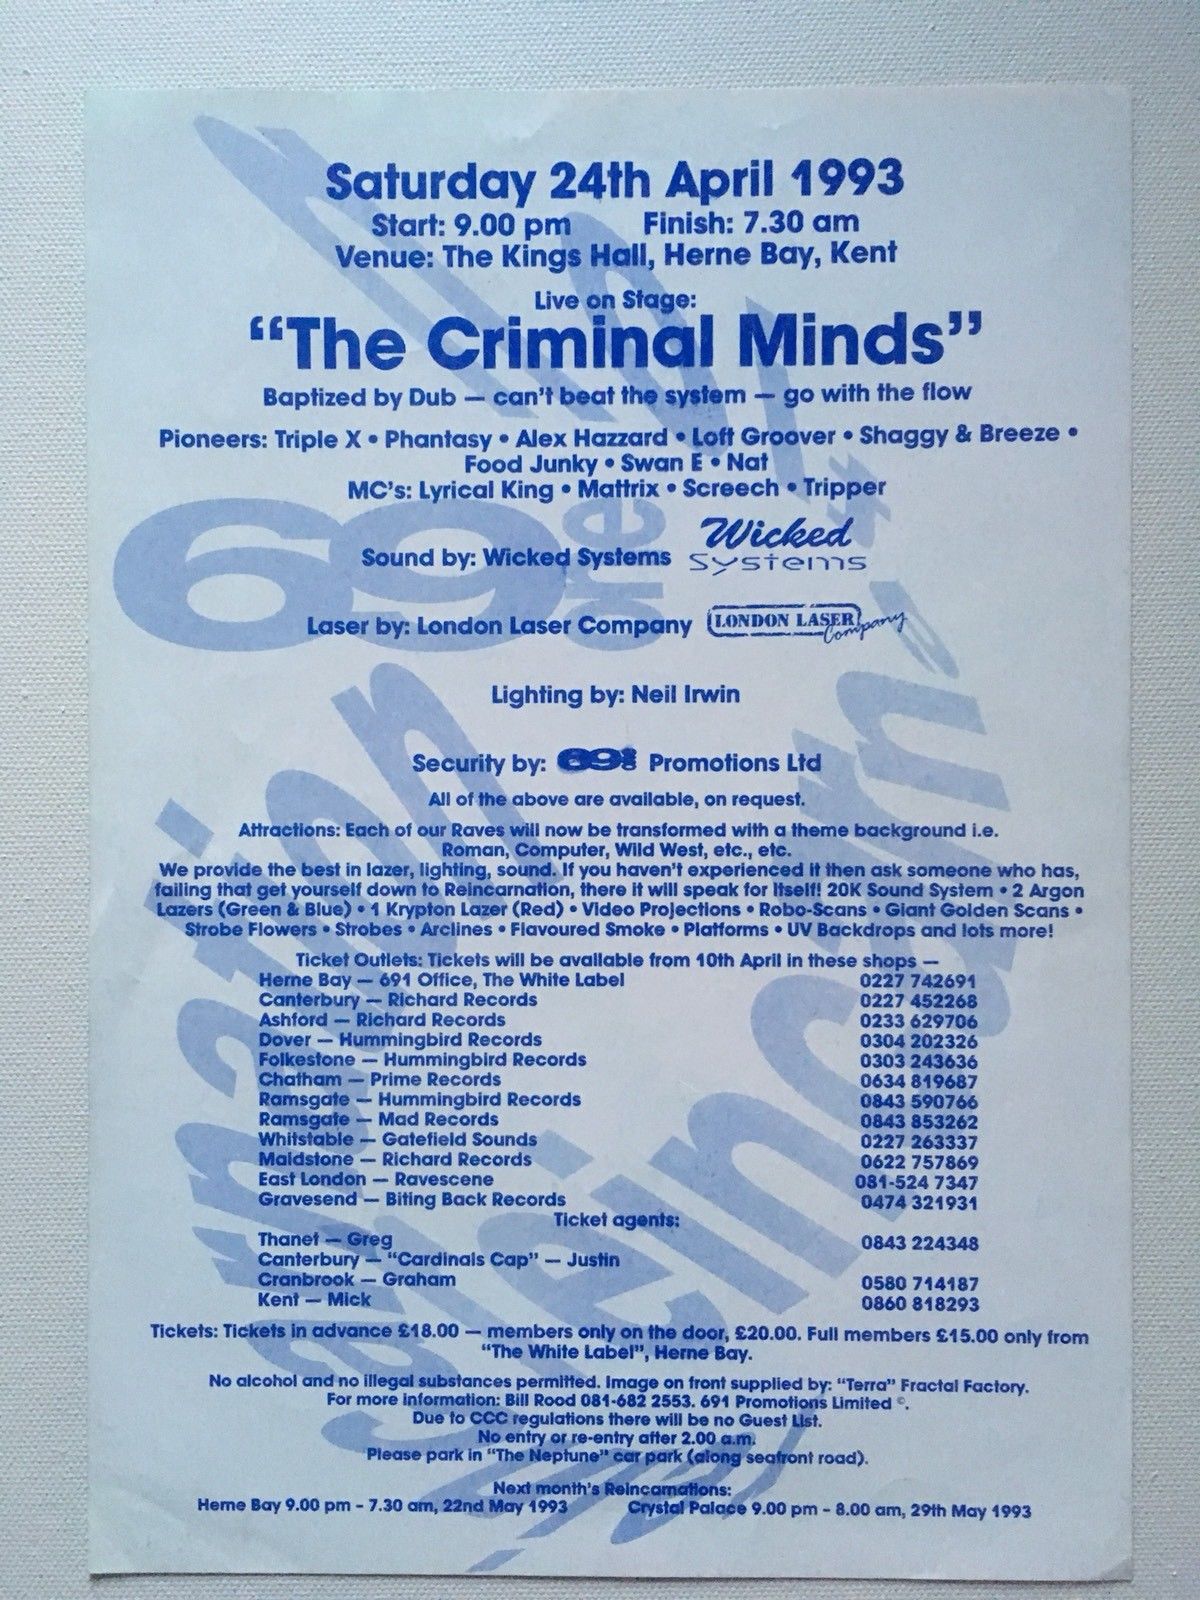 Saturday 24th April 1993
Start: 9.00 pm Finish: 7.30 am
Venue: The Kings Hall, Herne Bay, Kent
Live on Stage:
“The Criminal Minds”
Baptized by Dub — can't beat the system — go with the flow
Pioneers: Triple X • Phantasy • Alex Hazzard • Loft Groover • Shaggy & Breeze •
Food Junky • Swan E • Nat
MC's: Lyrical King • Mattrix • Screech • Tripper
69 one
Sound by: Wicked Systems Wicked Systems
Laser by: London Laser Company LONDON LASER Company
Lighting by: Neil Irwin
Security by: 69one Promotions Ltd
All of the above are available, on request.
Attractions: Each of our Raves will now be transformed with a theme background i.e.
Roman, Computer, Wild West, etc., etc.
We provide the best in lazer, lighting, sound. If you haven't experienced it then ask someone who has,
failing that get yourself down to Reincarnation, there it will speak for itself! 20K Sound System • 2 Argon
Lazers (Green & Blue) • 1 Krypton Lazer (Red) • Video Projections • Robo-Scans • Giant Golden Scans •
Strobe Flowers • Strobes • Arclines • Flavoured Smoke • Platforms • UV Backdrops and lots more!
Ticket Outlets: Tickets will be available from 10th April in these shops —
Herne Bay — 691 Office, The White Label 0227 742691
Canterbury — Richard Records 0227 452268
Ashford — Richard Records 0233 629706
Dover — Hummingbird Records 0304 202326
Folkestone — Hummingbird Records 0303 243636
Chatham — Prime Records 0634 819687
Ramsgate — Hummingbird Records 0843 590766
Ramsgate — Mad Records 0843 853262
Whitstable — Gatefield Sounds 0227 263337
Maidstone — Richard Records 0622 757869
East London — Ravescene 081-524 7347
Gravesend — Biting Back Records 0474 321931
Ticket agents:
Thanet — Greg 0843 224348
Canterbury — “Cardinals Cap” — Justin
Cranbrook — Graham 0580 714187
Kent — Mick 0860 818293
Tickets: Tickets in advance £18.00 — members only on the door, £20.00. Full members £15.00 only from
“The White Label”, Herne Bay.
No alcohol and no illegal substances permitted. Image on front supplied by: “Terra” Fractal Factory.
For more information: Bill Rood 081-682 2553. 691 Promotions Limited ©.
Due to CCC regulations there will be no Guest List.
No entry or re-entry after 2.00 a.m.
Please park in “The Neptune” car park (along seafront road).
Next month's Reincarnations:
Herne Bay 9.00 pm - 7.30 am, 22nd May 1993 Crystal Palace 9.00 pm - 8.00 am, 29th May 1993